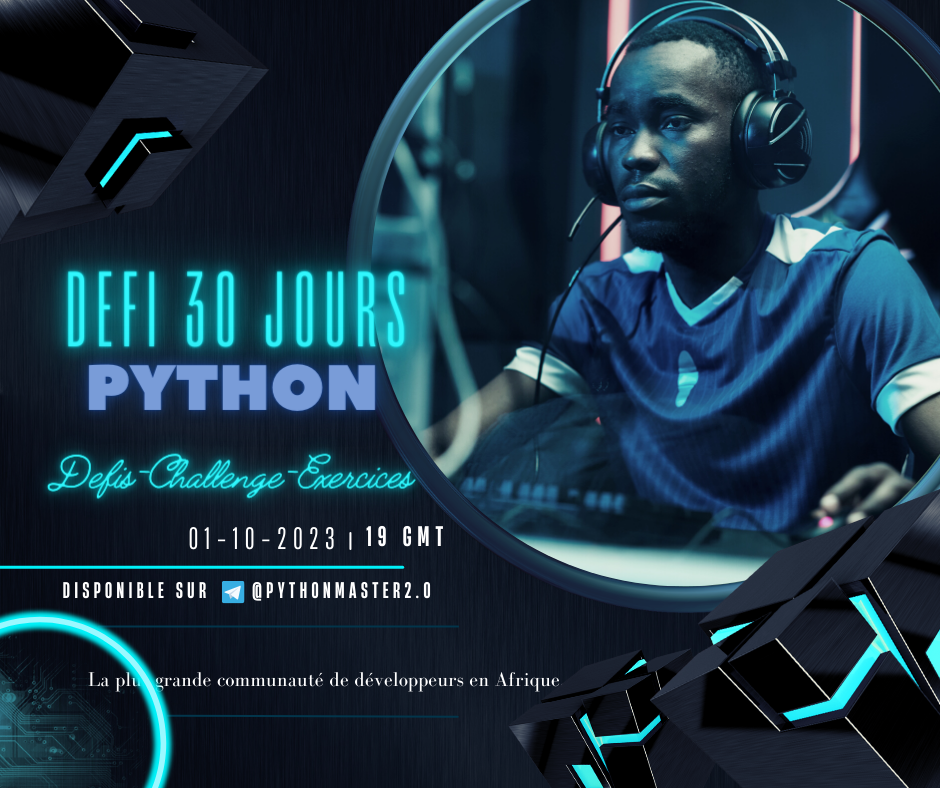 DEFI 30 JOURS
PYTHON
Defis-Challenge-Exercices
01-10-2023 | 19 GMT
DISPONIBLE SUR @PYTHONMASTER2.0
La plus grande communauté de développeurs en Afrique